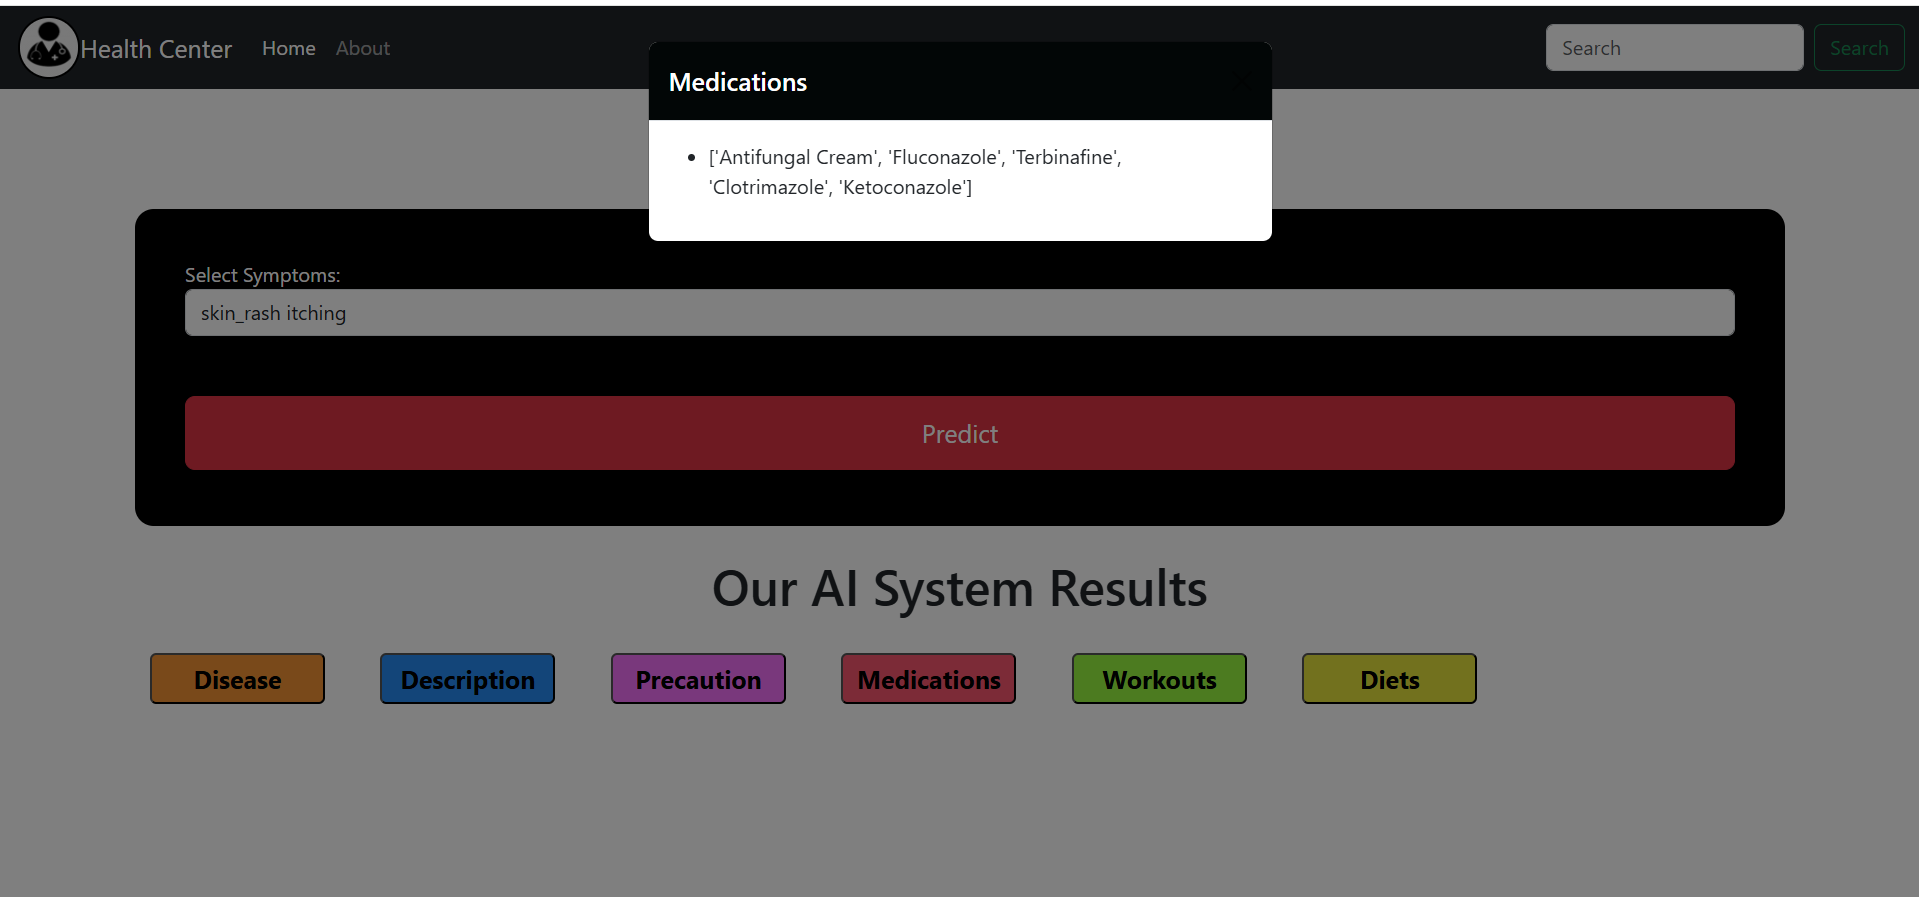 Health Center Home About Search Search
Medications
['Antifungal Cream', 'Fluconazole', 'Terbinafine',
'Clotrimazole', 'Ketoconazole']
Select Symptoms:
skin_rash itching
Predict
Our AI System Results
Disease Description Precaution Medications Workouts Diets